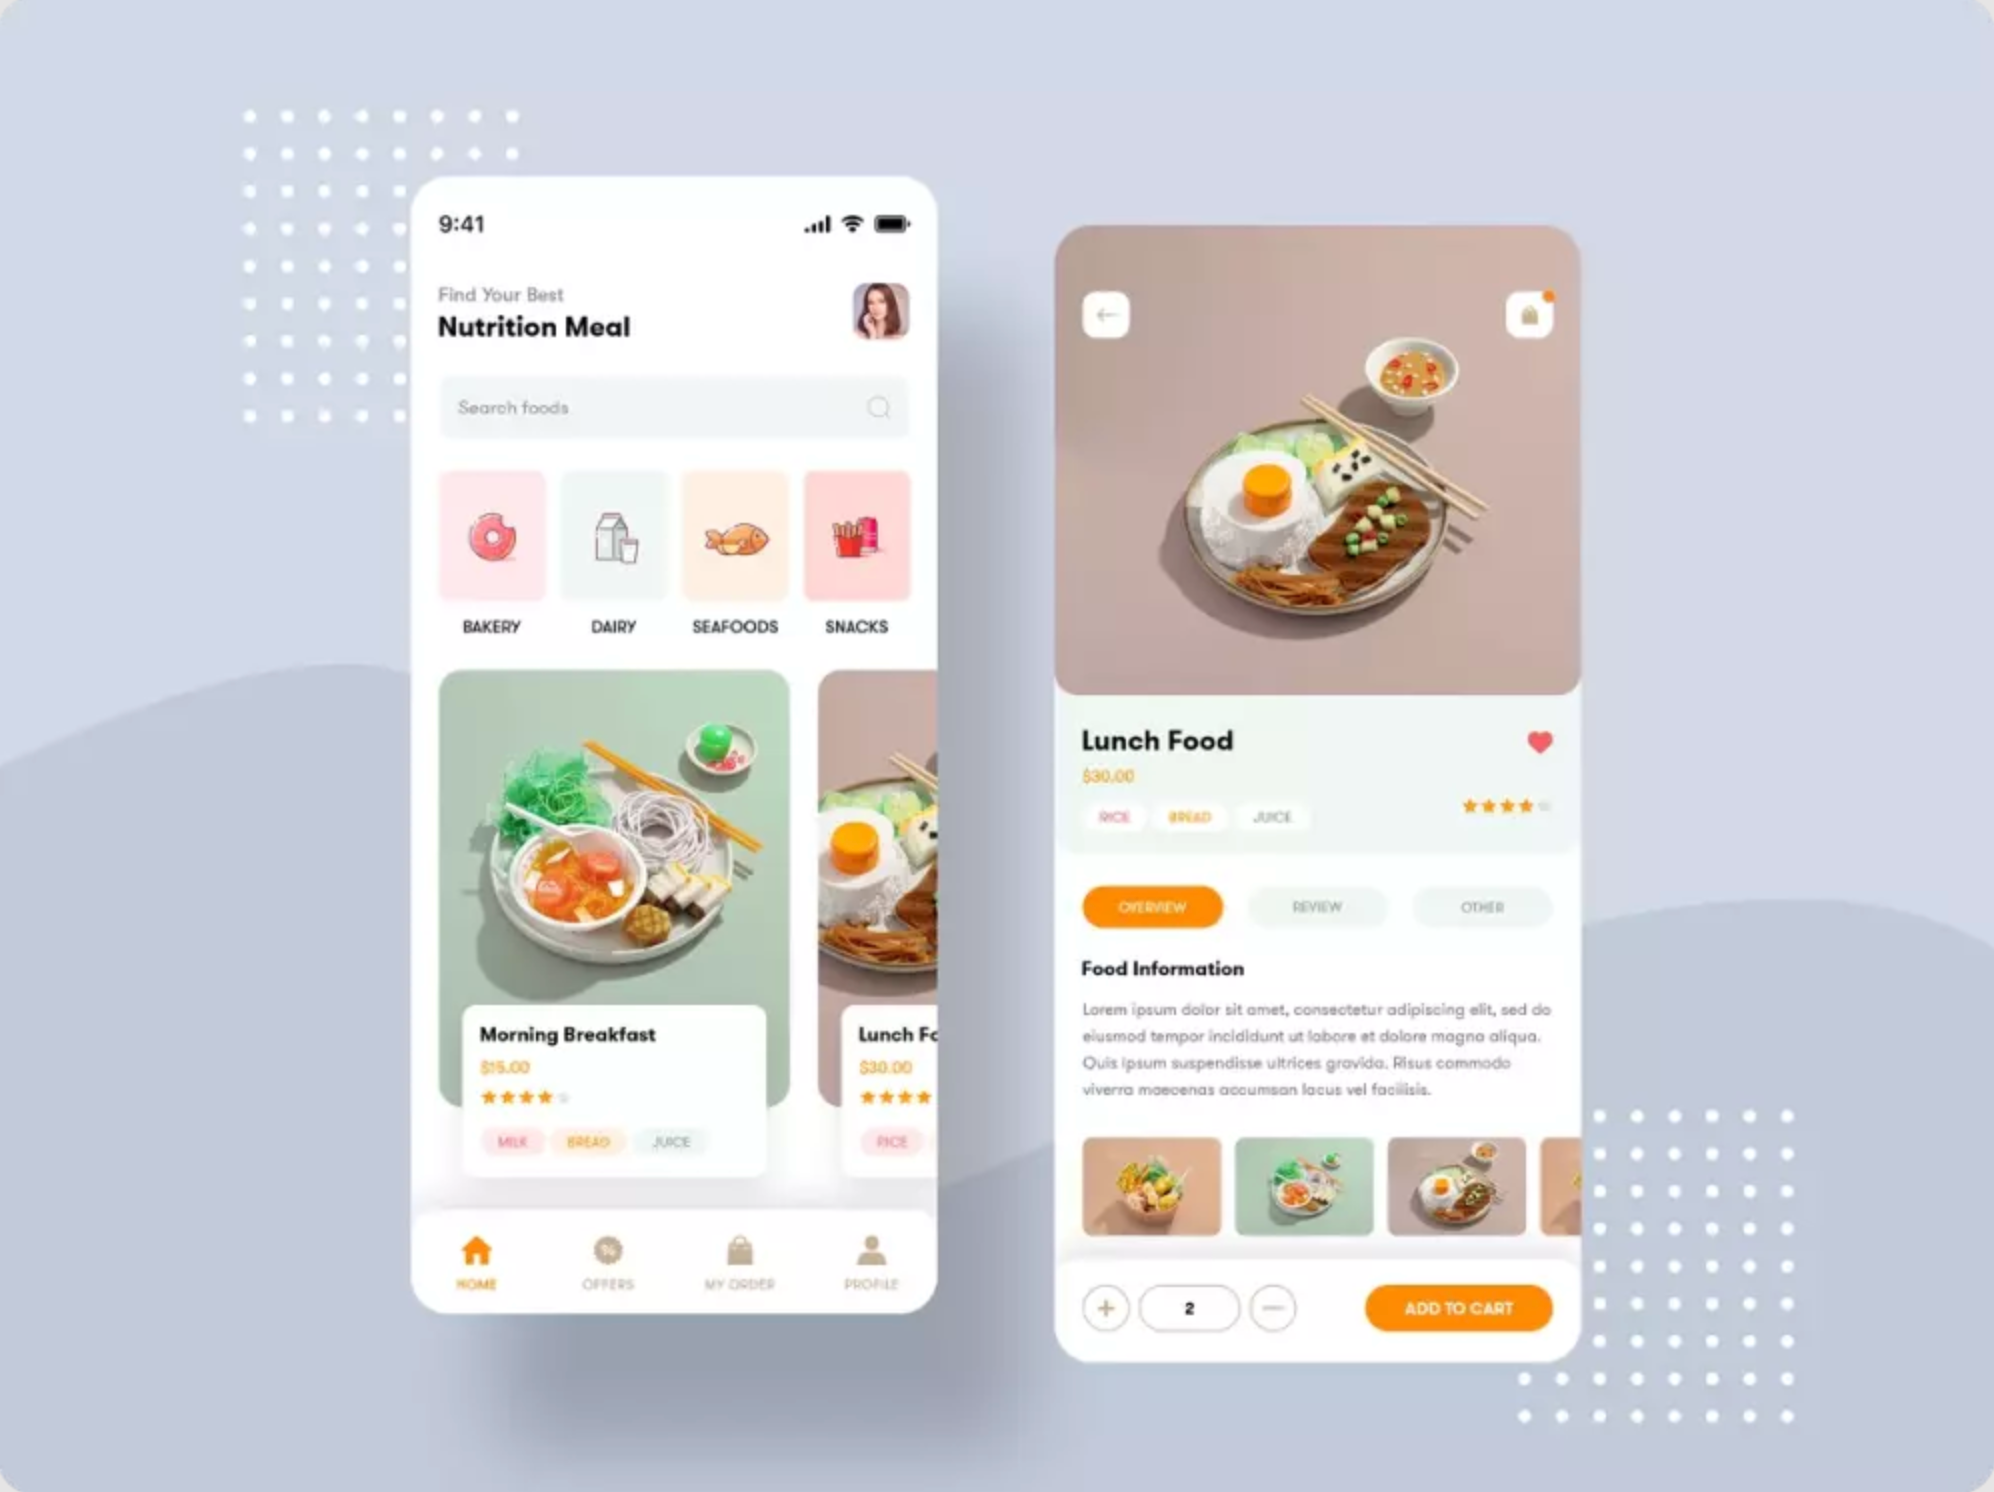 9:41
Find Your Best
Nutrition Meal
Search foods
BAKERY
DAIRY
SEAFOODS
SNACKS
Morning Breakfast
$15.00
MILK
BREAD
JUICE
Lunch Fo
$30.00
RICE
HOME
OFFERS
MY ORDER
PROFILE
Lunch Food
$30.00
RICE
BREAD
JUICE
OVERVIEW
REVIEW
OTHER
Food Information
Lorem ipsum dolor sit amet, consectetur adipiscing elit, sed do
eiusmod tempor incididunt ut labore et dolore magna aliqua.
Quis ipsum suspendisse ultrices gravida. Risus commodo
viverra maecenas accumsan lacus vel facilisis.
2
ADD TO CART